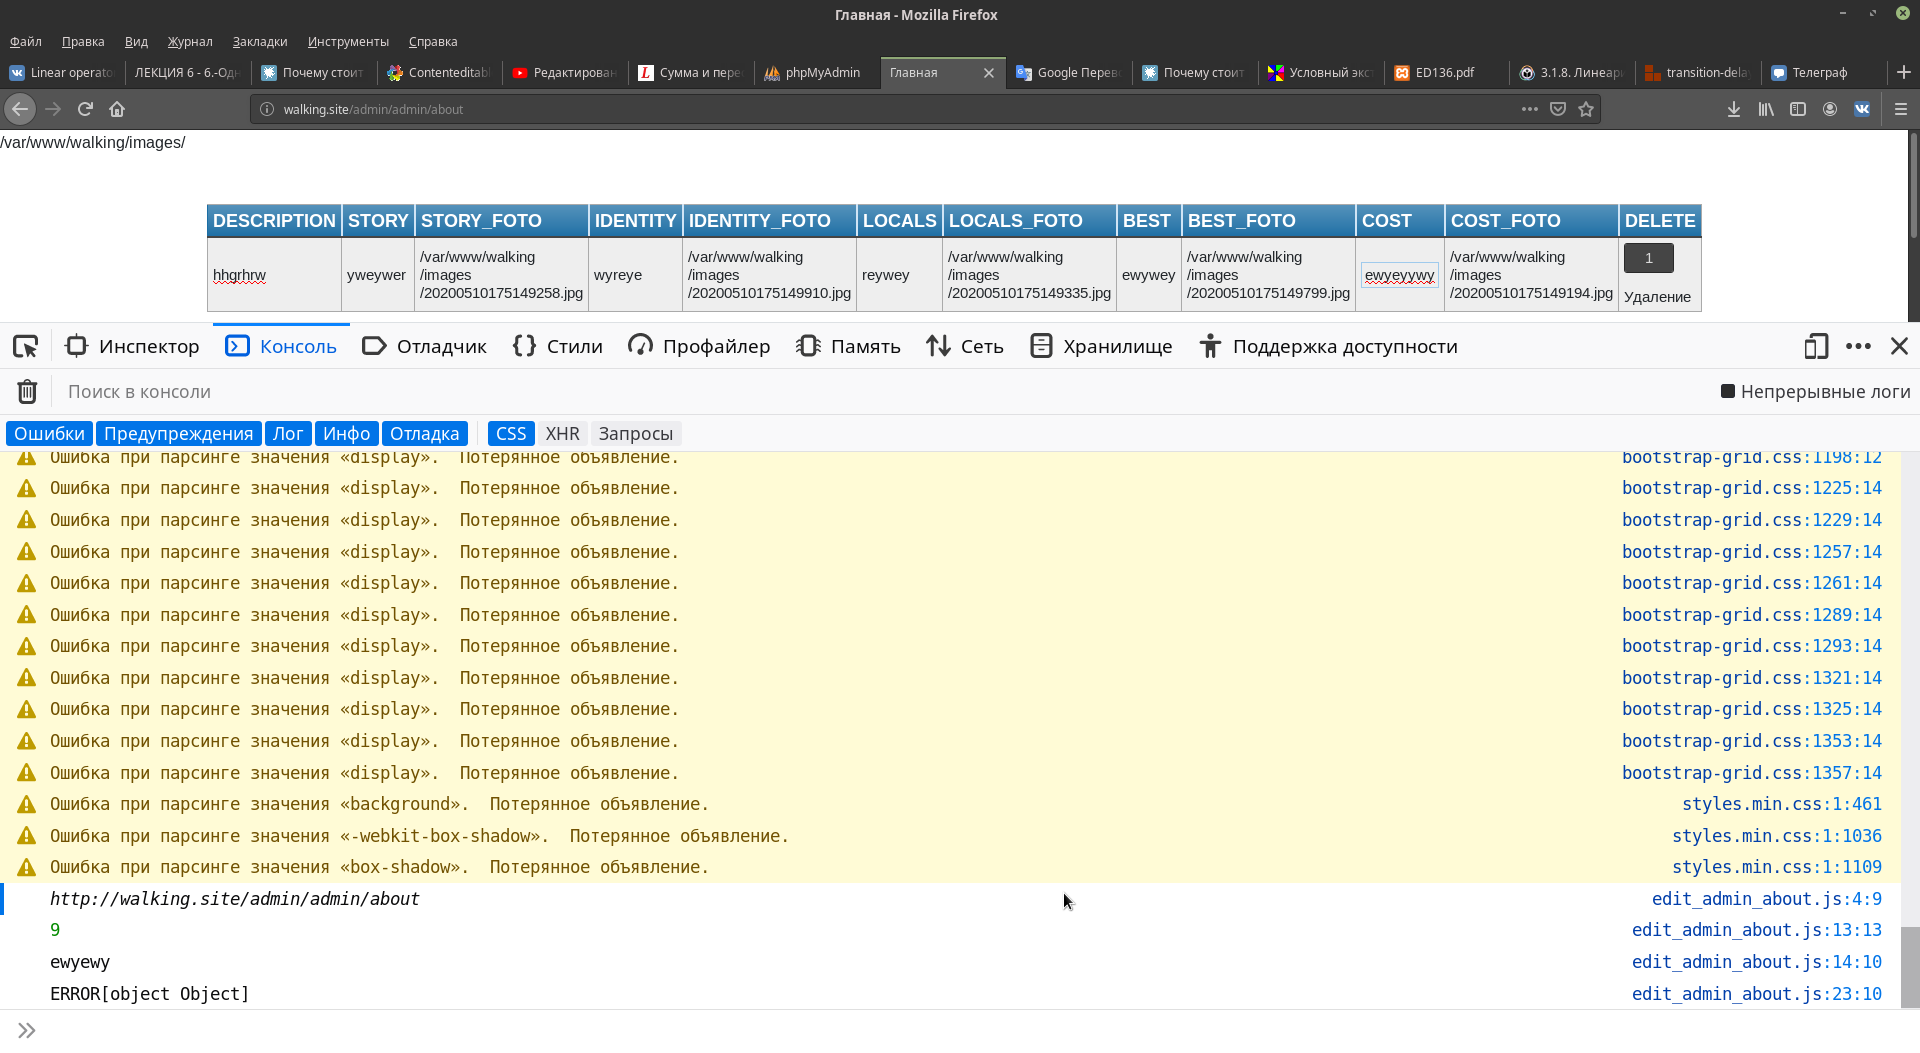 Главная - Mozilla Firefox
Файл Правка Вид Журнал Закладки Инструменты Справка
Linear operato ЛЕКЦИЯ 6 - 6.-Одн Почему стоит Contenteditab Редактирован Сумма и пере phpMyAdmin Главная Google Перев Почему стоит Условный экс ED136.pdf 3.1.8. Линеар transition-dela Телеграф
walking.site/admin/admin/about
/var/www/walking/images/
DESCRIPTION STORY STORY_FOTO IDENTITY IDENTITY_FOTO LOCALS LOCALS_FOTO BEST BEST_FOTO COST COST_FOTO DELETE
hhgrhrw yweywer /var/www/walking
/images
/20200510175149258.jpg wyreye /var/www/walking
/images
/20200510175149910.jpg reywey /var/www/walking
/images
/20200510175149335.jpg ewywey /var/www/walking
/images
/20200510175149799.jpg ewyeyywy /var/www/walking
/images
/20200510175149194.jpg 1
Удаление
Инспектор Консоль Отладчик Стили Профайлер Память Сеть Хранилище Поддержка доступности
Поиск в консоли Непрерывные логи
Ошибки Предупреждения Лог Инфо Отладка CSS XHR Запросы
Ошибка при парсинге значения «display». Потерянное объявление. bootstrap-grid.css:1198:12
Ошибка при парсинге значения «display». Потерянное объявление. bootstrap-grid.css:1225:14
Ошибка при парсинге значения «display». Потерянное объявление. bootstrap-grid.css:1229:14
Ошибка при парсинге значения «display». Потерянное объявление. bootstrap-grid.css:1257:14
Ошибка при парсинге значения «display». Потерянное объявление. bootstrap-grid.css:1261:14
Ошибка при парсинге значения «display». Потерянное объявление. bootstrap-grid.css:1289:14
Ошибка при парсинге значения «display». Потерянное объявление. bootstrap-grid.css:1293:14
Ошибка при парсинге значения «display». Потерянное объявление. bootstrap-grid.css:1321:14
Ошибка при парсинге значения «display». Потерянное объявление. bootstrap-grid.css:1325:14
Ошибка при парсинге значения «display». Потерянное объявление. bootstrap-grid.css:1353:14
Ошибка при парсинге значения «display». Потерянное объявление. bootstrap-grid.css:1357:14
Ошибка при парсинге значения «background». Потерянное объявление. styles.min.css:1:461
Ошибка при парсинге значения «-webkit-box-shadow». Потерянное объявление. styles.min.css:1:1036
Ошибка при парсинге значения «box-shadow». Потерянное объявление. styles.min.css:1:1109
http://walking.site/admin/admin/about edit_admin_about.js:4:9
9 edit_admin_about.js:13:13
ewyewy edit_admin_about.js:14:10
ERROR[object Object] edit_admin_about.js:23:10